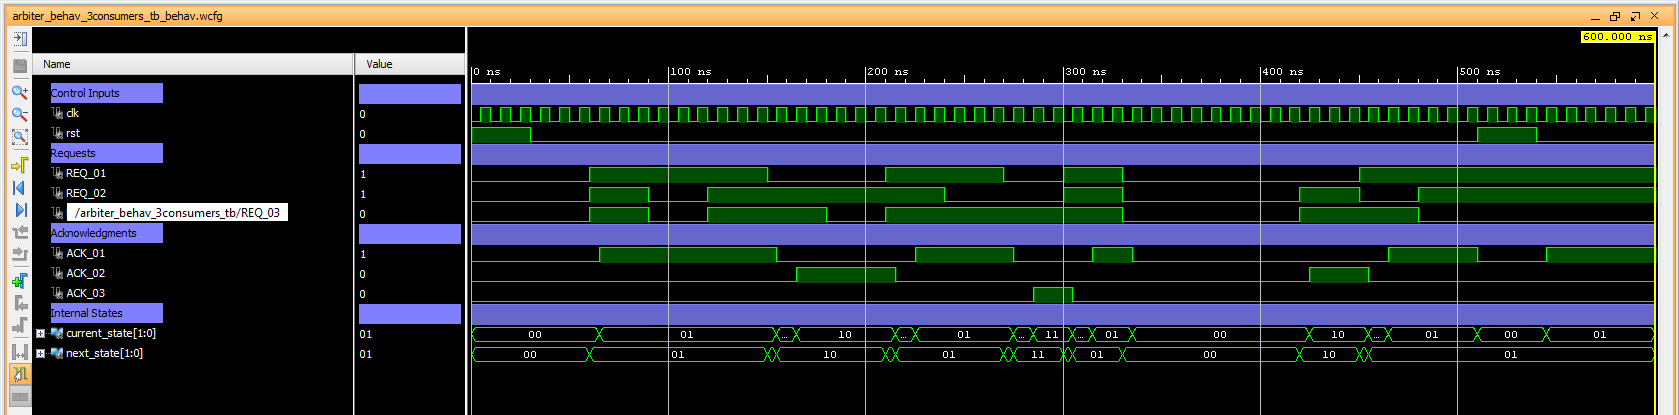 arbiter_behav_3consumers_tb_behav.wcfg
600.000 ns
Name Value
0 ns 100 ns 200 ns 300 ns 400 ns 500 ns
Control Inputs
clk 0
rst 0
Requests
REQ_01 1
REQ_02 1
/arbiter_behav_3consumers_tb/REQ_03 0
Acknowledgments
ACK_01 1
ACK_02 0
ACK_03 0
Internal States
current_state[1:0] 01 00 01 ... 10 ... 01 ... 11 ... 01 00 10 ... 01 00 01
next_state[1:0] 01 00 01 10 01 11 01 00 10 01